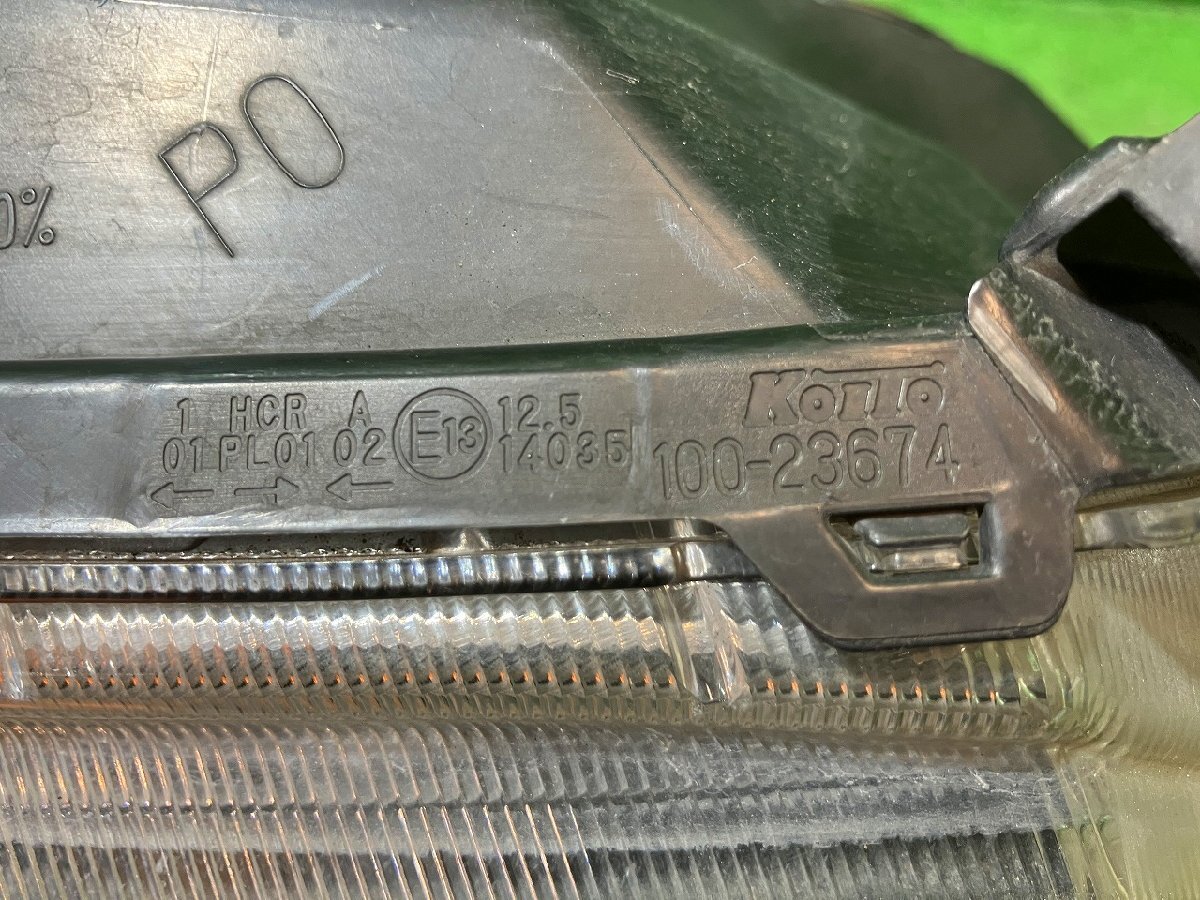 PO
0%
1 HCR A
01 PL01 02
E13
12.5
14035
KOITO
100-23674
← → ←